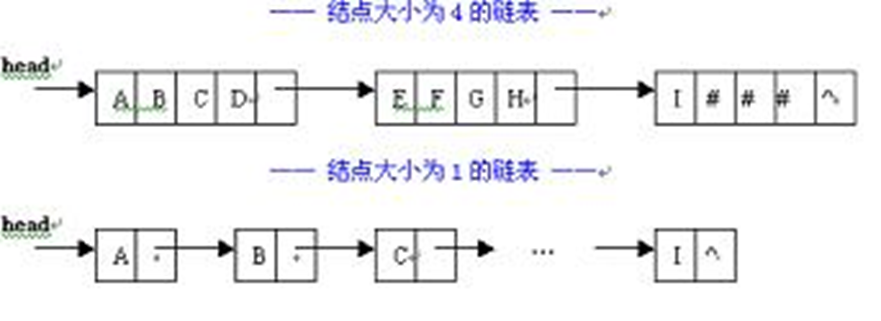 —— 结点大小为 4 的链表 ——↵
head↵
A B C D↵ E F G H↵ I # # # ^
—— 结点大小为 1 的链表 ——↵
head↵
A B C↵ … I ^